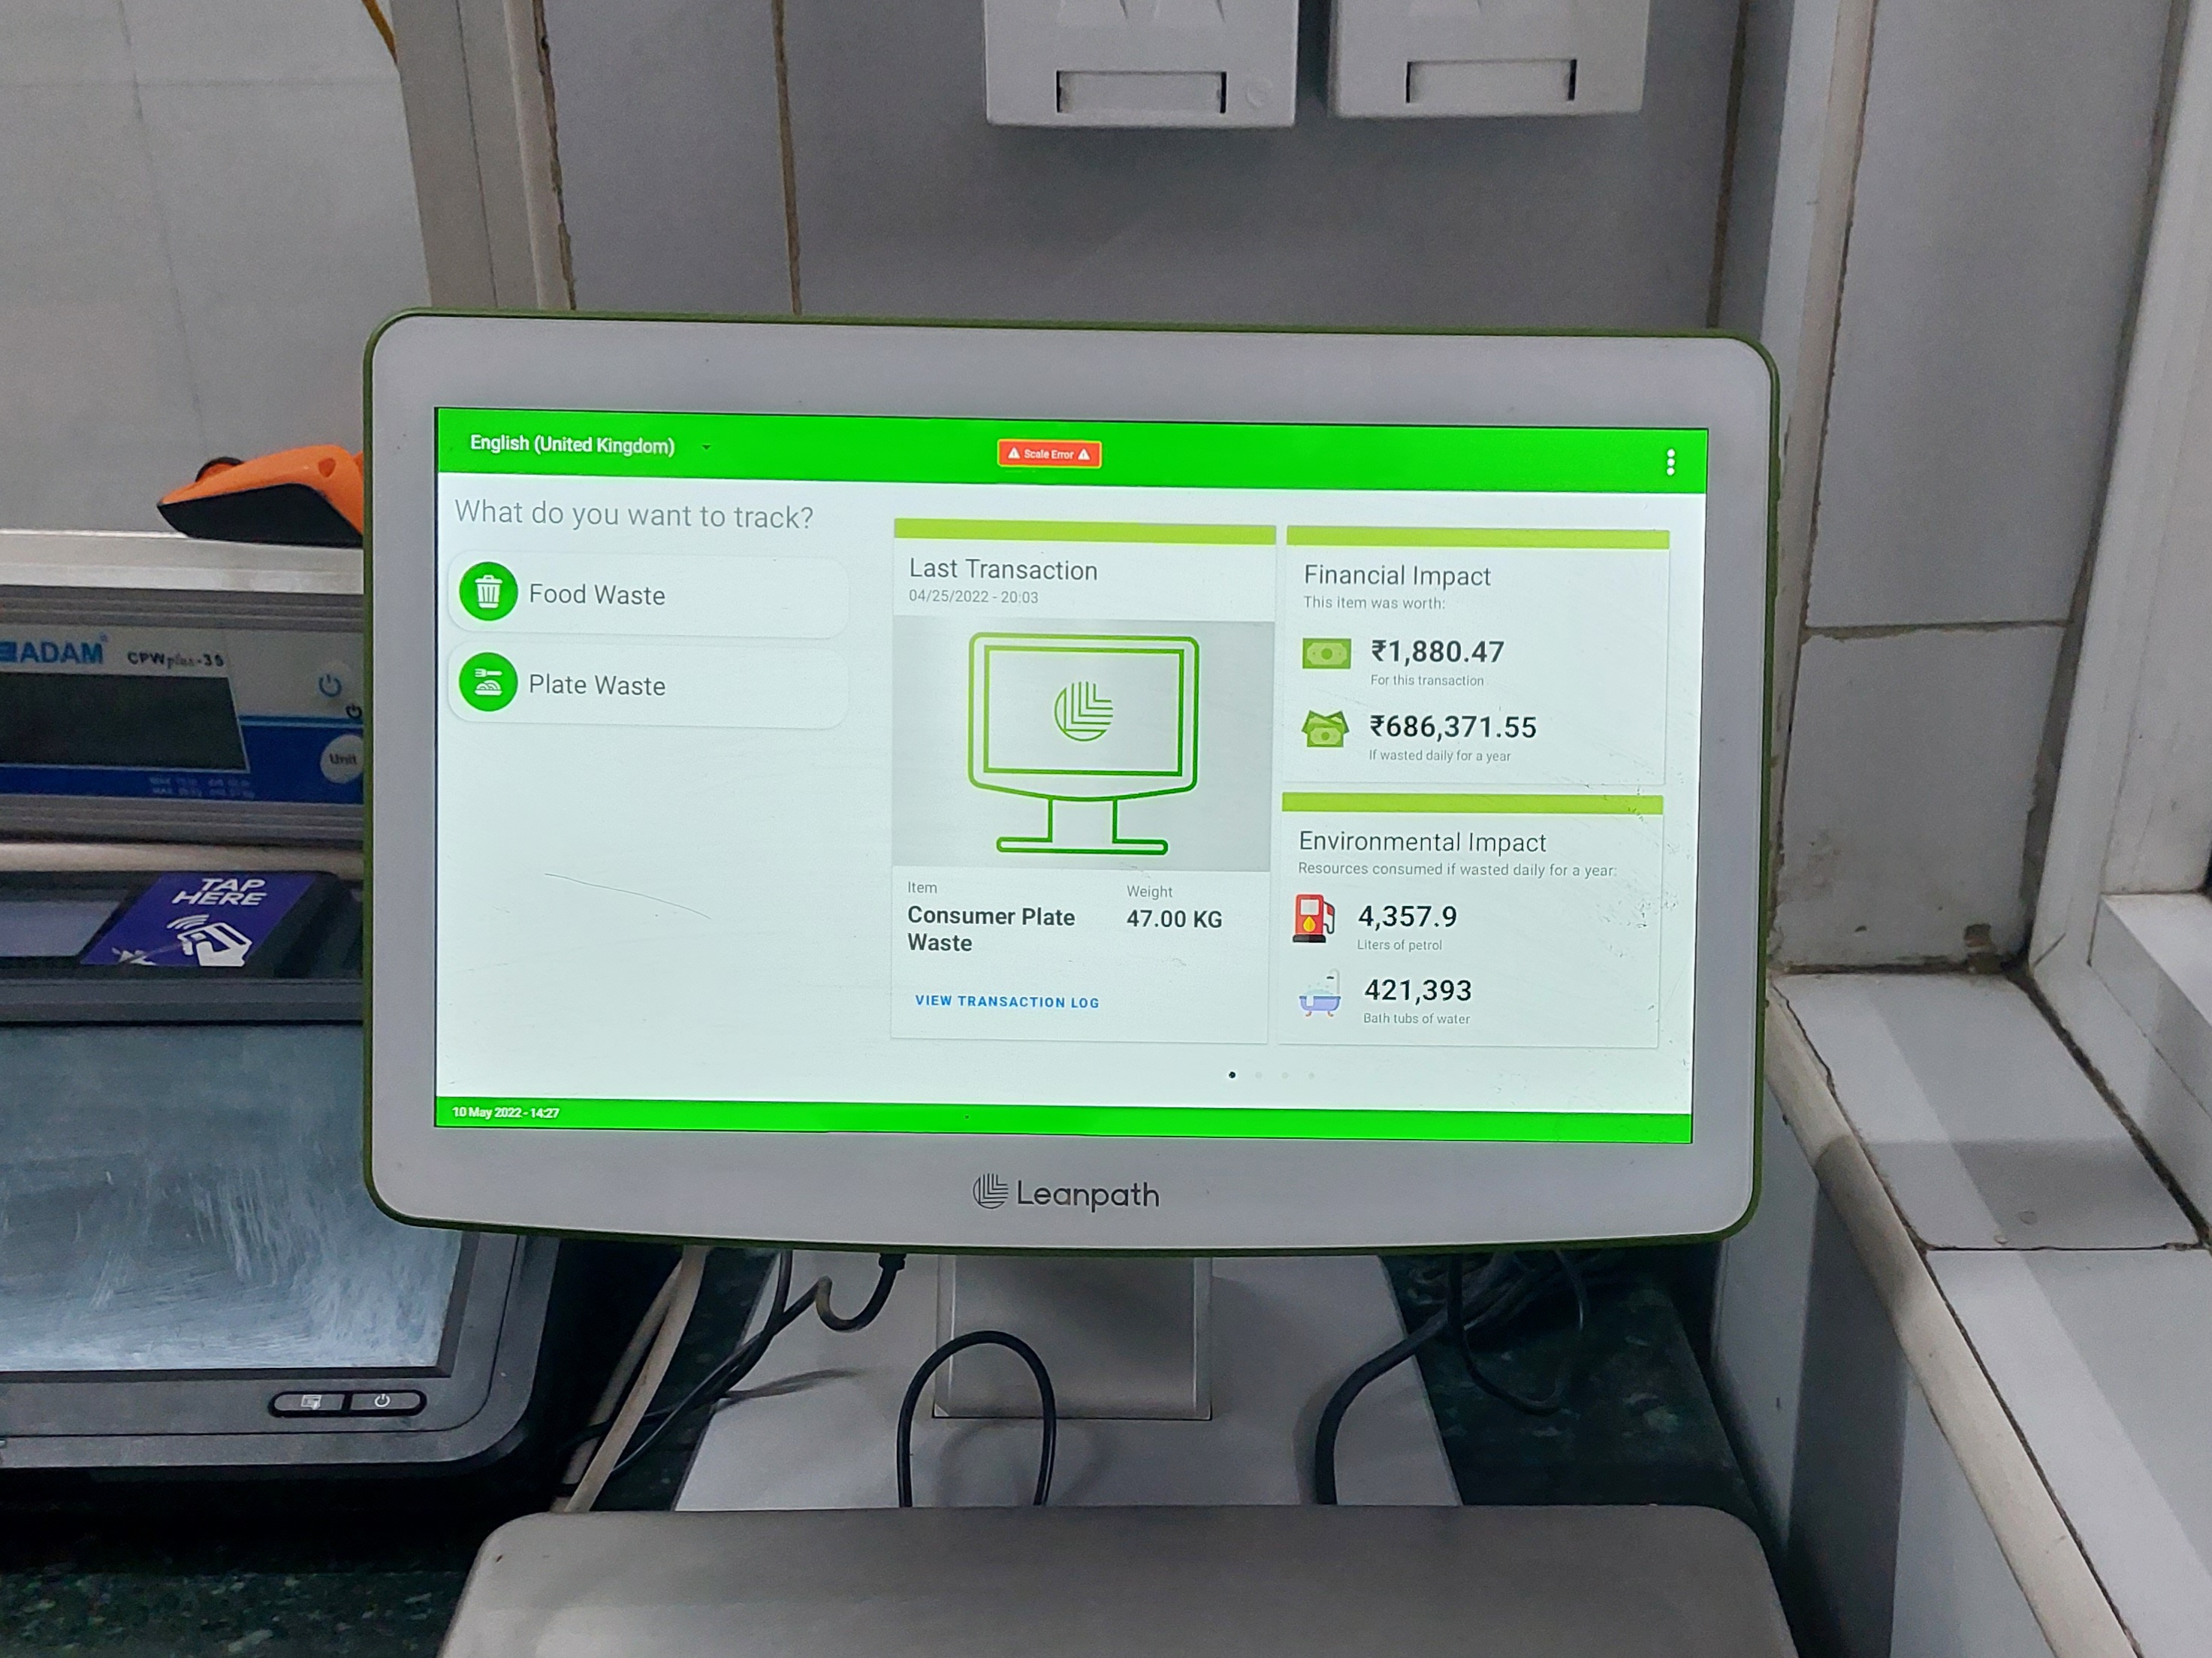 English (United Kingdom)
Scale Error
What do you want to track?
Food Waste
Plate Waste
Last Transaction
04/25/2022 - 20:03
Item
Consumer Plate
Waste
Weight
47.00 KG
VIEW TRANSACTION LOG
Financial Impact
This item was worth:
₹1,880.47
For this transaction
₹686,371.55
If wasted daily for a year
Environmental Impact
Resources consumed if wasted daily for a year:
4,357.9
Liters of petrol
421,393
Bath tubs of water
10 May 2022 - 14:27
Leanpath
ADAM
CPWplus-35
Unit
TAP
HERE